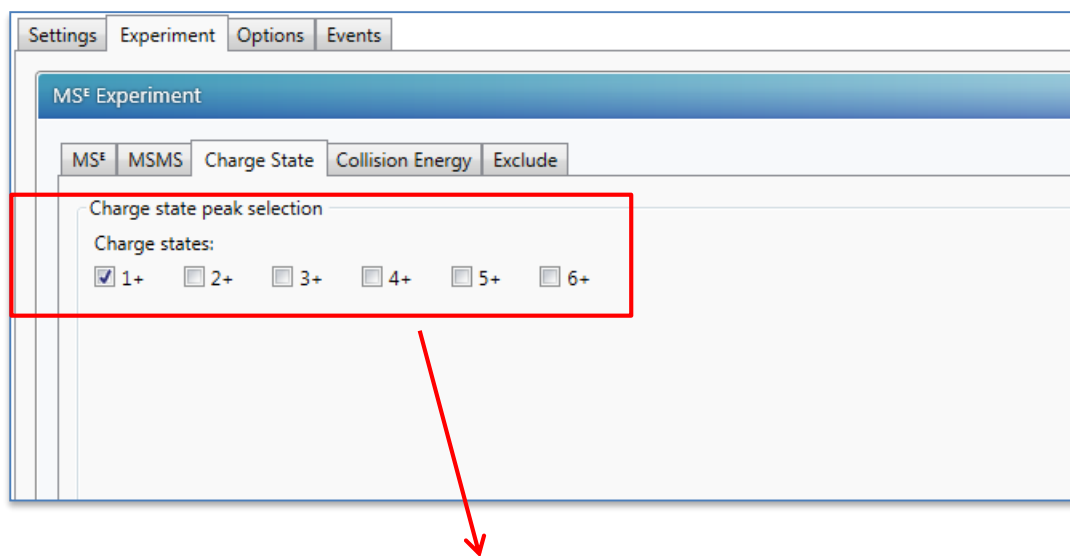 Settings Experiment Options Events
MSᴱ Experiment
MSᴱ MSMS Charge State Collision Energy Exclude
Charge state peak selection
Charge states:
1+ 2+ 3+ 4+ 5+ 6+